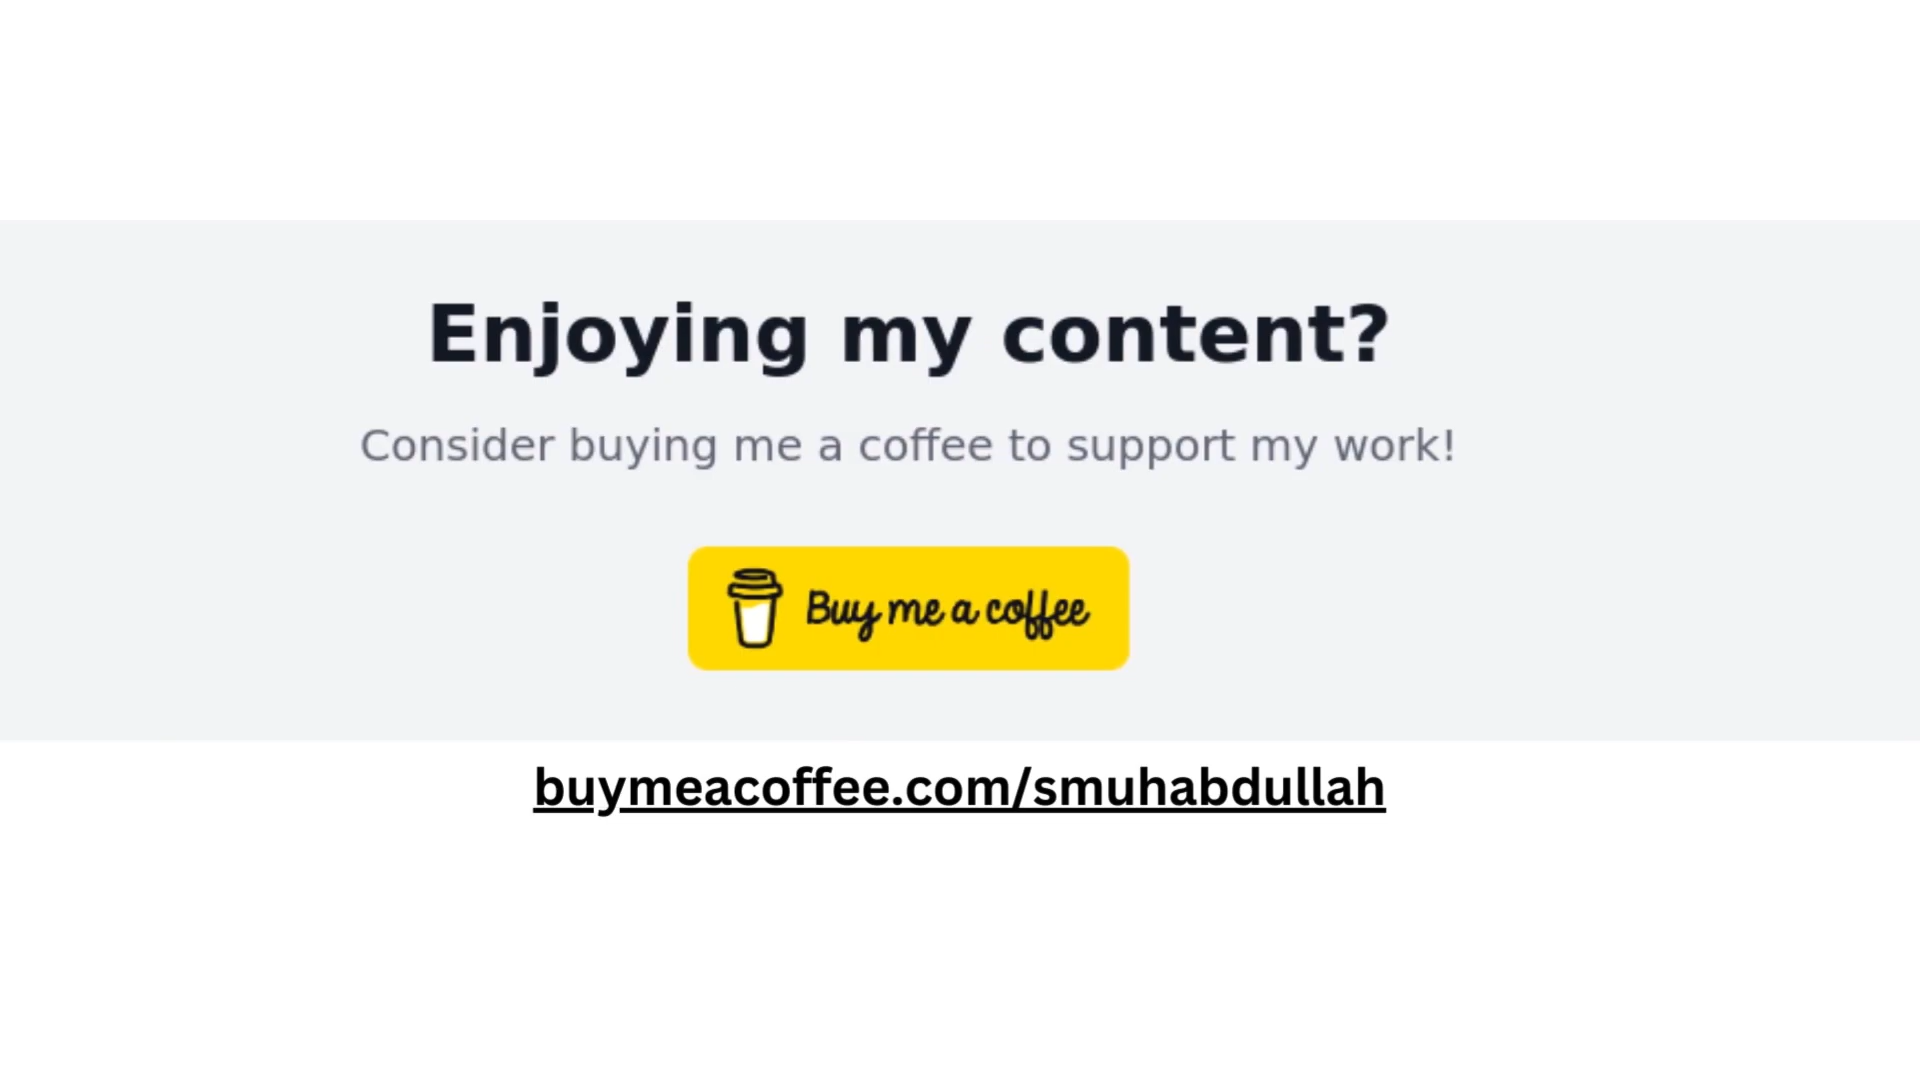 Enjoying my content?
Consider buying me a coffee to support my work!
Buy me a coffee
buymeacoffee.com/smuhabdullah